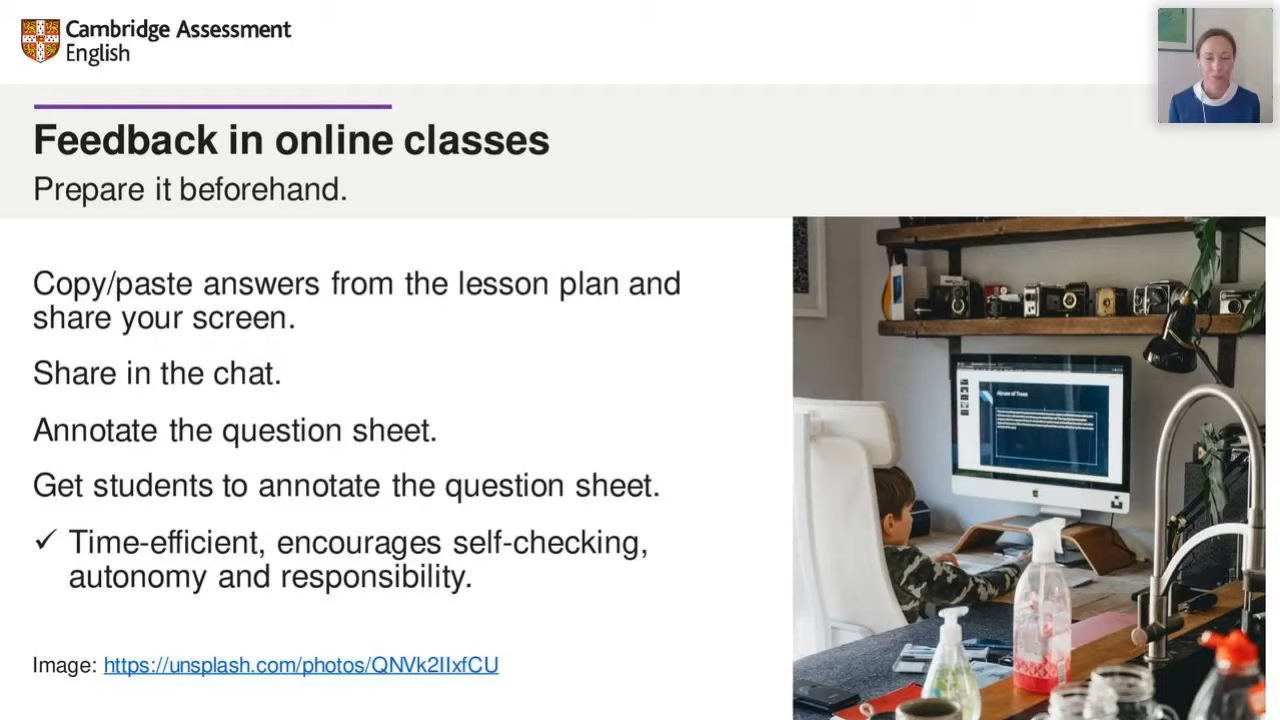 Cambridge Assessment
English
Feedback in online classes
Prepare it beforehand.
Copy/paste answers from the lesson plan and
share your screen.
Share in the chat.
Annotate the question sheet.
Get students to annotate the question sheet.
✓ Time-efficient, encourages self-checking,
autonomy and responsibility.
Image: https://unsplash.com/photos/QNVk2IIxfCU